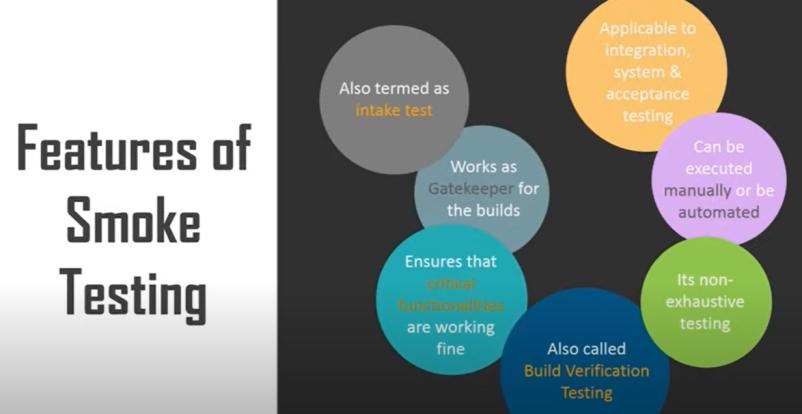 Features of
Smoke
Testing
Also termed as
intake test
Works as
Gatekeeper for
the builds
Ensures that
critical
functionalities
are working
fine
Also called
Build Verification
Testing
Its non-
exhaustive
testing
Can be
executed
manually or be
automated
Applicable to
integration,
system &
acceptance
testing